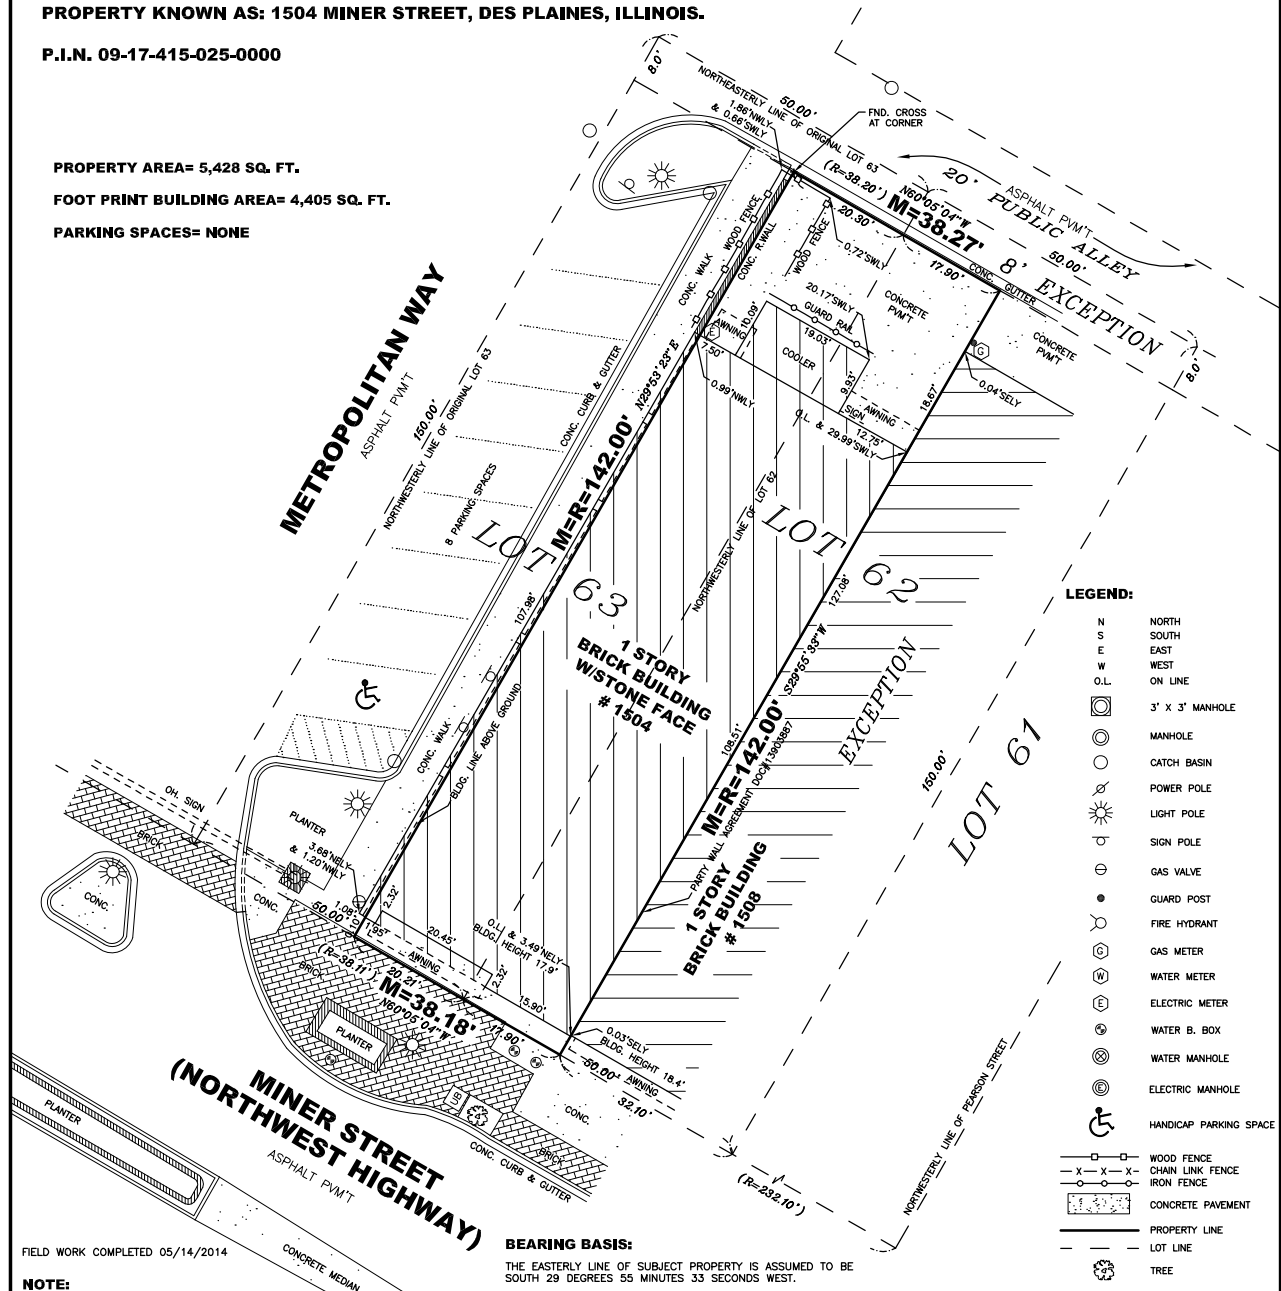 PROPERTY KNOWN AS: 1504 MINER STREET, DES PLAINES, ILLINOIS.
P.I.N. 09-17-415-025-0000
PROPERTY AREA= 5,428 SQ. FT.
FOOT PRINT BUILDING AREA= 4,405 SQ. FT.
PARKING SPACES= NONE
8.0'
NORTHEASTERLY LINE OF ORIGINAL LOT 63
50.00'
1.86'NWLY
& 0.66'SWLY
FND. CROSS
AT CORNER
(R=38.20')
M=38.27'
N60°05'04"W
20' PUBLIC ALLEY
ASPHALT PVM'T
50.00'
8' EXCEPTION
CONC.
GUTTER
20.30'
17.90'
0.72'SWLY
WOOD FENCE
WOOD FENCE
CONC. R.WALL
CONC. WALK
20.17'SWLY
GUARD RAIL
19.03'
COOLER
10.09'
AWNING
E
7.50'
0.99'NWLY
9.93'
CONCRETE
PVM'T
CONCRETE
PVM'T
G
0.04'SELY
8.0'
18.67'
AWNING
SIGN
12.75'
O.L. & 29.99'SWLY
METROPOLITAN WAY
ASPHALT PVM'T
150.00'
NORTHWESTERLY LINE OF ORIGINAL LOT 63
8 PARKING SPACES
CONC. CURB & GUTTER
N29°53'23"E
M=R=142.00'
LOT 63
107.98'
NORTHWESTERLY LINE OF LOT 62
LOT 62
127.08'
1 STORY
BRICK BUILDING
W/STONE FACE
# 1504
S29°55'33"W
M=R=142.00'
108.51'
PARTY WALL AGREEMENT DOC#13903887
EXCEPTION
150.00'
LOT 61
1 STORY
BRICK BUILDING
# 1508
CONC. WALK
BLDG. LINE ABOVE GROUND
OH. SIGN
BRICK
PLANTER
3.68'NELY
& 1.20'NWLY
CONC.
CONC.
50.00'
1.08'
2.32'
1.95'
20.45'
AWNING
2.32'
O.L. & 3.49'NELY
BLDG. HEIGHT 17.9'
15.90'
(R=38.11')
20.21'
M=38.18'
N60°05'04"W
17.90'
BRICK
PLANTER
0.03'SELY
BLDG. HEIGHT 18.4'
50.00'
AWNING
32.10'
CONC.
UB
BRICK
CONC. CURB & GUTTER
(R=232.10')
NORTWESTERLY LINE OF PEARSON STREET
MINER STREET
(NORTHWEST HIGHWAY)
ASPHALT PVM'T
PLANTER
CONCRETE MEDIAN
LEGEND:
N NORTH
S SOUTH
E EAST
W WEST
O.L. ON LINE
3' X 3' MANHOLE
MANHOLE
CATCH BASIN
POWER POLE
LIGHT POLE
SIGN POLE
GAS VALVE
GUARD POST
FIRE HYDRANT
G GAS METER
W WATER METER
E ELECTRIC METER
WATER B. BOX
WATER MANHOLE
E ELECTRIC MANHOLE
HANDICAP PARKING SPACE
WOOD FENCE
X X X CHAIN LINK FENCE
IRON FENCE
CONCRETE PAVEMENT
PROPERTY LINE
LOT LINE
TREE
FIELD WORK COMPLETED 05/14/2014
NOTE:
BEARING BASIS:
THE EASTERLY LINE OF SUBJECT PROPERTY IS ASSUMED TO BE
SOUTH 29 DEGREES 55 MINUTES 33 SECONDS WEST.